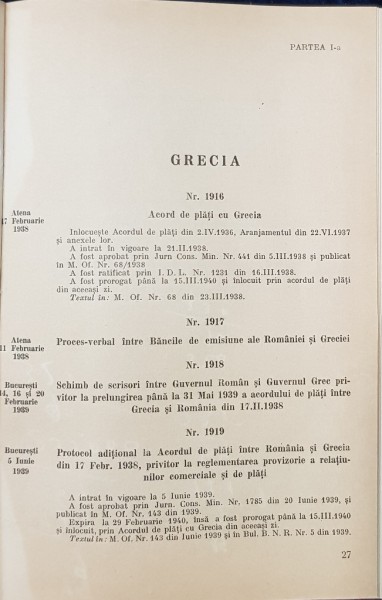 PARTEA I-a
GRECIA
Nr. 1916
Atena
17 Februarie
1938
Acord de plăți cu Grecia
Inlocuește Acordul de plăți din 2.IV.1936, Aranjamentul din 22.VI.1937
și anexele lor.
A intrat în vigoare la 21.II.1938.
A fost aprobat prin Jurn Cons. Min. Nr. 441 din 5.III.1938 și publicat
în M. Of. Nr. 68/1938
A fost ratificat prin I. D. L. Nr. 1231 din 16.III.1938.
A fost prorogat până la 15.III.1940 și înlocuit prin acordul de plăți
din aceeași zi.
Textul în: M. Of. Nr. 68 din 23.III.1938.
Nr. 1917
Atena
11 Februarie
1938
Proces-verbal între Băncile de emisiune ale României și Greciei
Nr. 1918
București
14, 16 și 20
Februarie
1939
Schimb de scrisori între Guvernul Român și Guvernul Grec pri-
vitor la prelungirea până la 31 Mai 1939 a acordului de plăți între
Grecia și România din 17.II.1938
Nr. 1919
București
5 Iunie
1939
Protocol adițional la Acordul de plăți între România și Grecia
din 17 Febr. 1938, privitor la reglementarea provizorie a relațiu-
nilor comerciale și de plăți
A intrat în vigoare la 5 Iunie 1939.
A fost aprobat prin Jurn. Cons. Min. Nr. 1785 din 20 Iunie 1939, și
publicat în M. Of. Nr. 143 din 1939.
Expira la 29 Februarie 1940, însă a fost prorogat până la 15.III.1940
și înlocuit, prin Acordul de plăți cu Grecia din aceeași zi.
Textul în: M. Of. Nr. 143 din Iunie 1939 și în Bul. B. N. R. Nr. 5 din 1939.
27